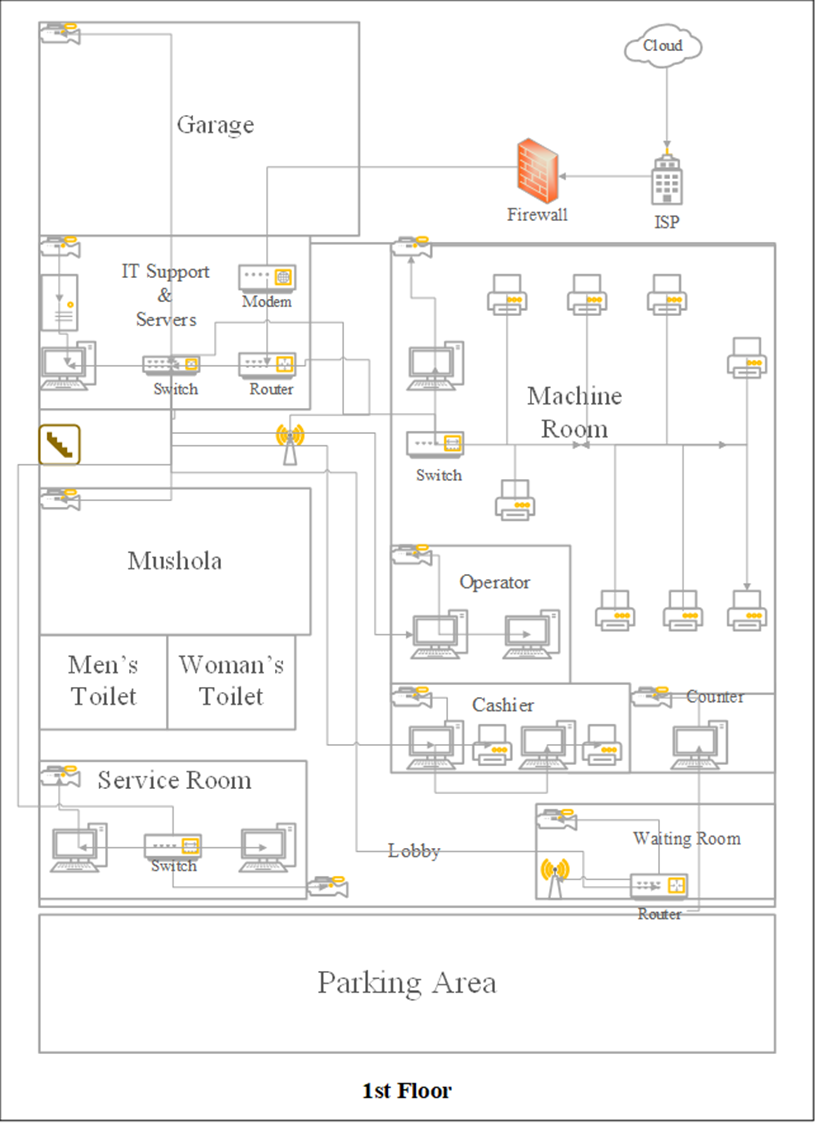 Cloud
Garage
Firewall
ISP
IT Support
&
Servers
Modem
Switch
Router
Machine
Room
Switch
Mushola
Operator
Men’s
Toilet
Woman’s
Toilet
Cashier
Counter
Service Room
Switch
Lobby
Waiting Room
Router
Parking Area
1st Floor